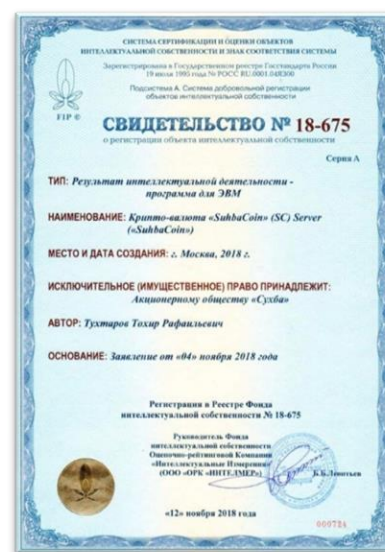 СИСТЕМА СЕРТИФИКАЦИИ И ОЦЕНКИ ОБЪЕКТОВ
ИНТЕЛЛЕКТУАЛЬНОЙ СОБСТВЕННОСТИ И ЗНАК СООТВЕТСТВИЯ СИСТЕМЫ
Зарегистрирована в Государственном реестре Госстандарта России
19 июля 1995 года № РОСС RU.0001.04Я300
Подсистема А. Система добровольной регистрации
объектов интеллектуальной собственности
FIP ®
СВИДЕТЕЛЬСТВО № 18-675
о регистрации объекта интеллектуальной собственности
Серия А
ТИП: Результат интеллектуальной деятельности -
программа для ЭВМ
НАИМЕНОВАНИЕ: Крипто-валюта «SuhbaCoin» (SC) Server
(«SuhbaCoin»)
МЕСТО И ДАТА СОЗДАНИЯ: г. Москва, 2018 г.
ИСКЛЮЧИТЕЛЬНОЕ (ИМУЩЕСТВЕННОЕ) ПРАВО ПРИНАДЛЕЖИТ:
Акционерному обществу «Сухба»
АВТОР: Тухтаров Тохир Рафаильевич
ОСНОВАНИЕ: Заявление от «04» ноября 2018 года
Регистрация в Реестре Фонда
интеллектуальной собственности № 18-675
Руководитель Фонда
интеллектуальной собственности
Оценочно-рейтинговой Компании
«Интеллектуальные Измерения»
(ООО «ОРК «ИНТЕЛМЕР»)
Б.Б.Леонтьев
«12» ноября 2018 года
000724